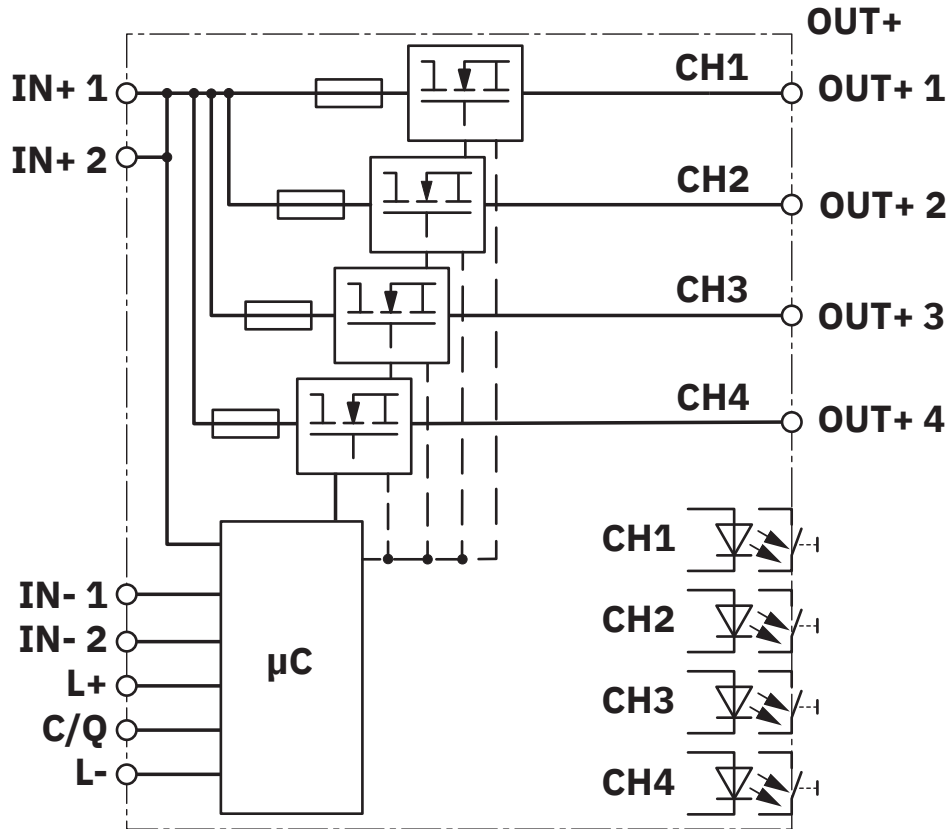 OUT+
IN+ 1
CH1
OUT+ 1
IN+ 2
CH2
OUT+ 2
CH3
OUT+ 3
CH4
OUT+ 4
CH1
IN- 1
CH2
IN- 2
µC
L+
CH3
C/Q
L-
CH4